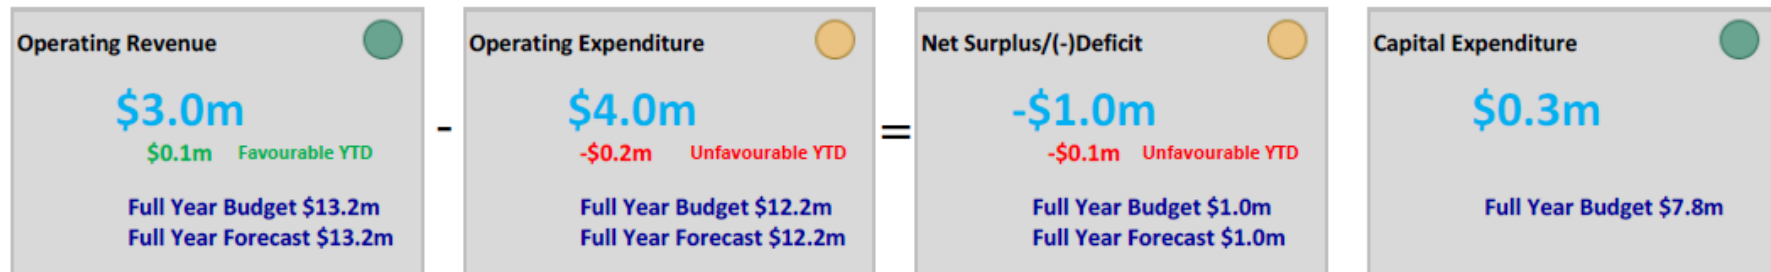 Operating Revenue
$3.0m
$0.1m Favourable YTD
Full Year Budget $13.2m
Full Year Forecast $13.2m
-
Operating Expenditure
$4.0m
-$0.2m Unfavourable YTD
Full Year Budget $12.2m
Full Year Forecast $12.2m
=
Net Surplus/(-)Deficit
-$1.0m
-$0.1m Unfavourable YTD
Full Year Budget $1.0m
Full Year Forecast $1.0m
Capital Expenditure
$0.3m
Full Year Budget $7.8m